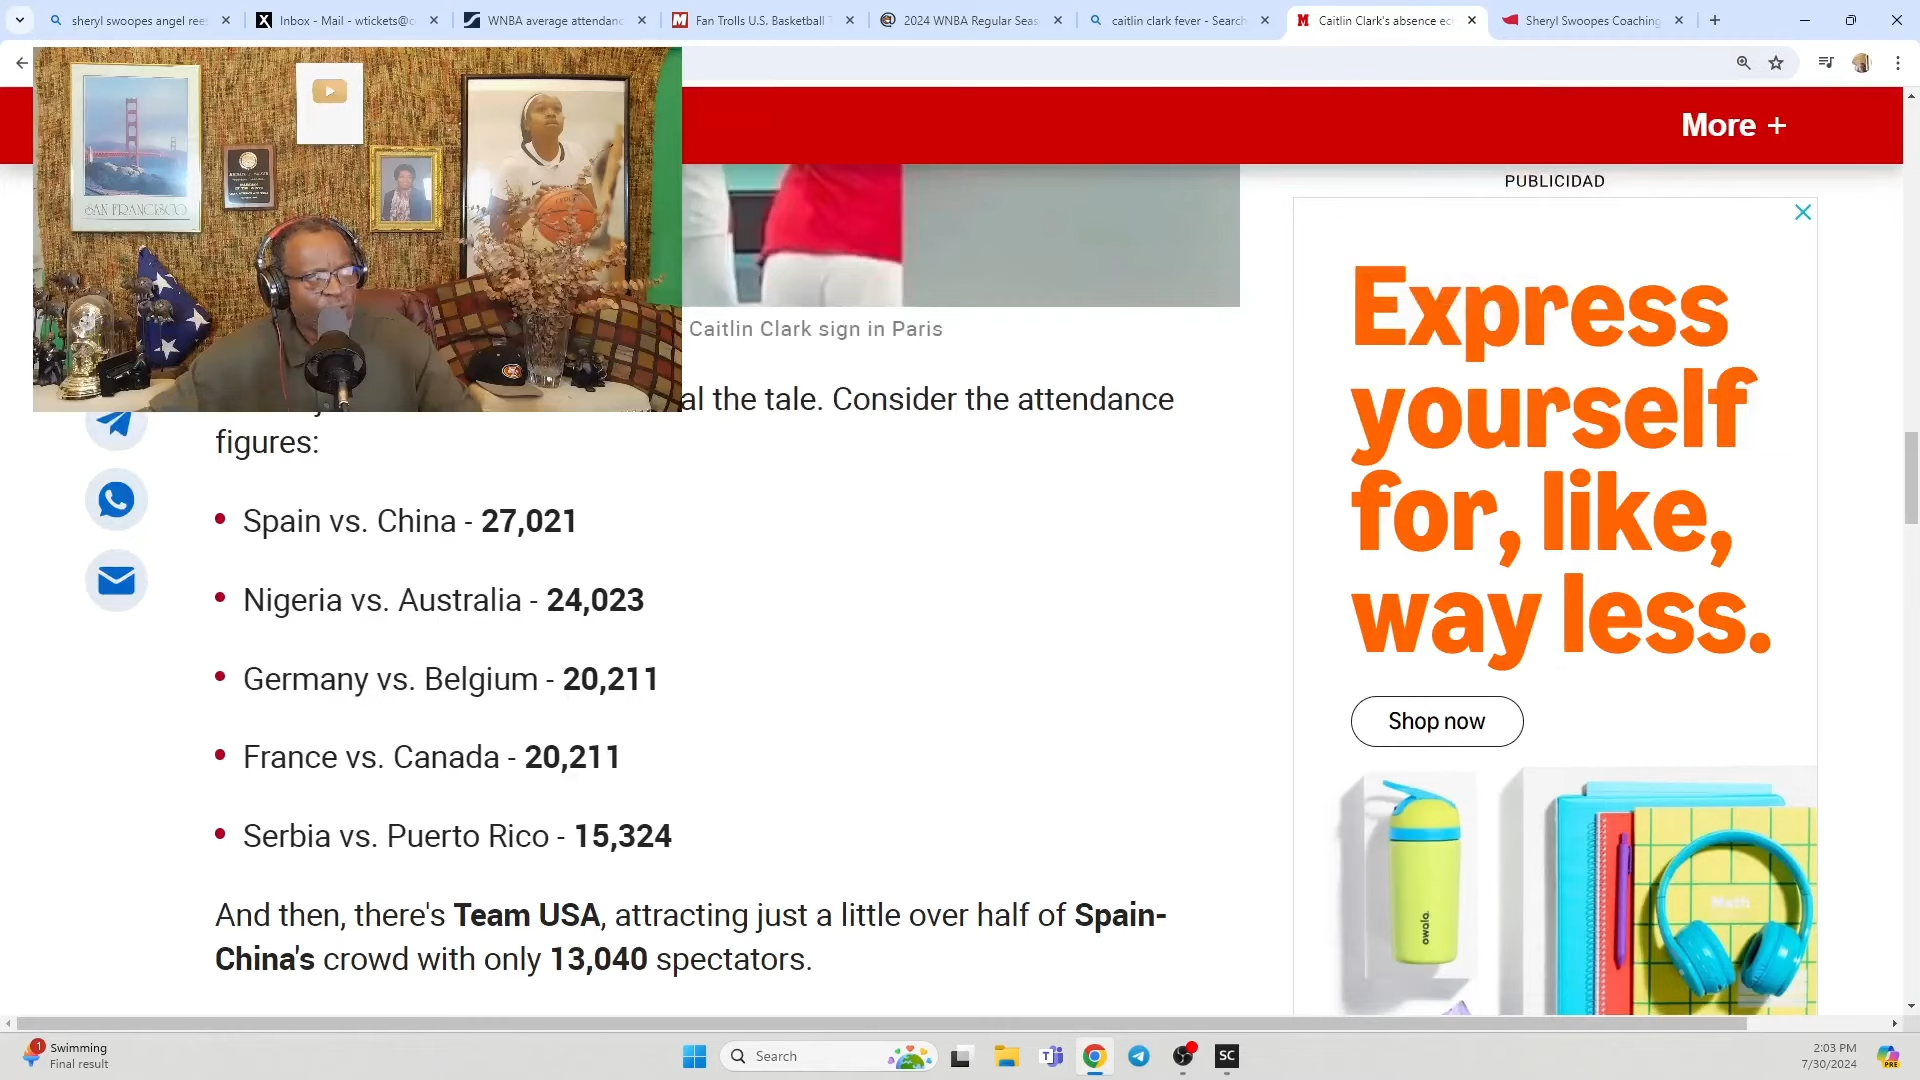 sheryl swoopes angel rees
Inbox - Mail - wtickets@o
WNBA average attendanc
Fan Trolls U.S. Basketball T
2024 WNBA Regular Seas
caitlin clark fever - Search
Caitlin Clark's absence ec
Sheryl Swoopes Coaching
More +
SAN FRANCISCO
PUBLICIDAD
Caitlin Clark sign in Paris
al the tale. Consider the attendance
figures:
Spain vs. China - 27,021
Nigeria vs. Australia - 24,023
Germany vs. Belgium - 20,211
France vs. Canada - 20,211
Serbia vs. Puerto Rico - 15,324
And then, there's Team USA, attracting just a little over half of Spain-
China's crowd with only 13,040 spectators.
Express
yourself
for, like,
way less.
Shop now
owala.
Math
1
Swimming
Final result
Search
SC
2:03 PM
7/30/2024
PRE